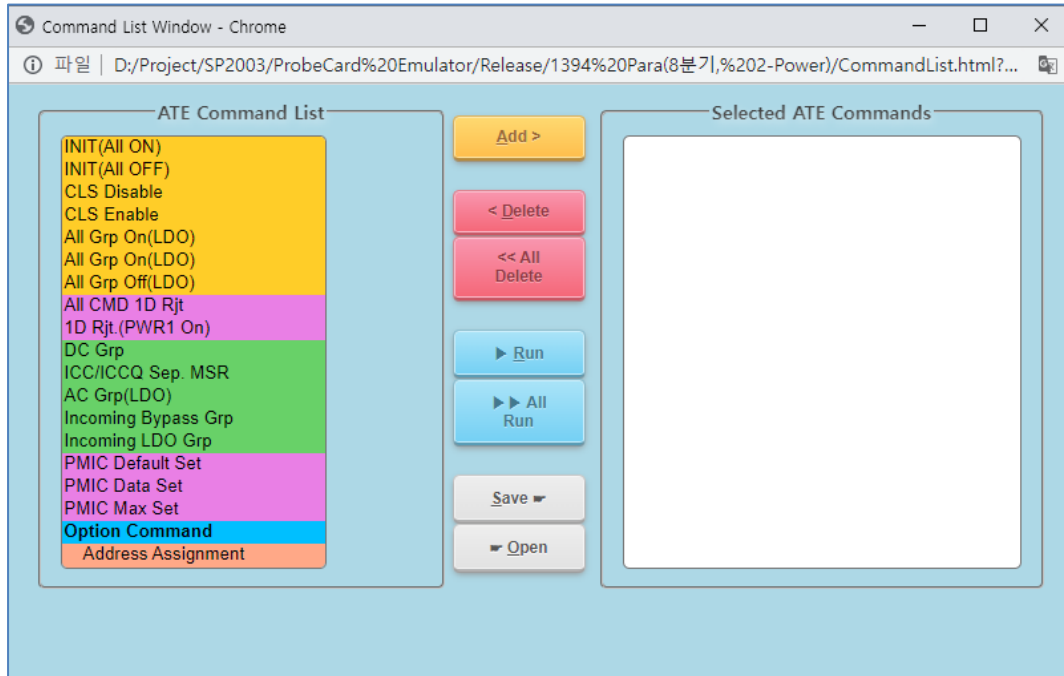 Command List Window - Chrome
파일 | D:/Project/SP2003/ProbeCard%20Emulator/Release/1394%20Para(8분기,%202-Power)/CommandList.html?...
ATE Command List
INIT(All ON)
INIT(All OFF)
CLS Disable
CLS Enable
All Grp On(LDO)
All Grp On(LDO)
All Grp Off(LDO)
All CMD 1D Rjt
1D Rjt.(PWR1 On)
DC Grp
ICC/ICCQ Sep. MSR
AC Grp(LDO)
Incoming Bypass Grp
Incoming LDO Grp
PMIC Default Set
PMIC Data Set
PMIC Max Set
Option Command
Address Assignment
Add >
< Delete
<< All
Delete
▶ Run
▶▶ All
Run
Save ☛
☛ Open
Selected ATE Commands